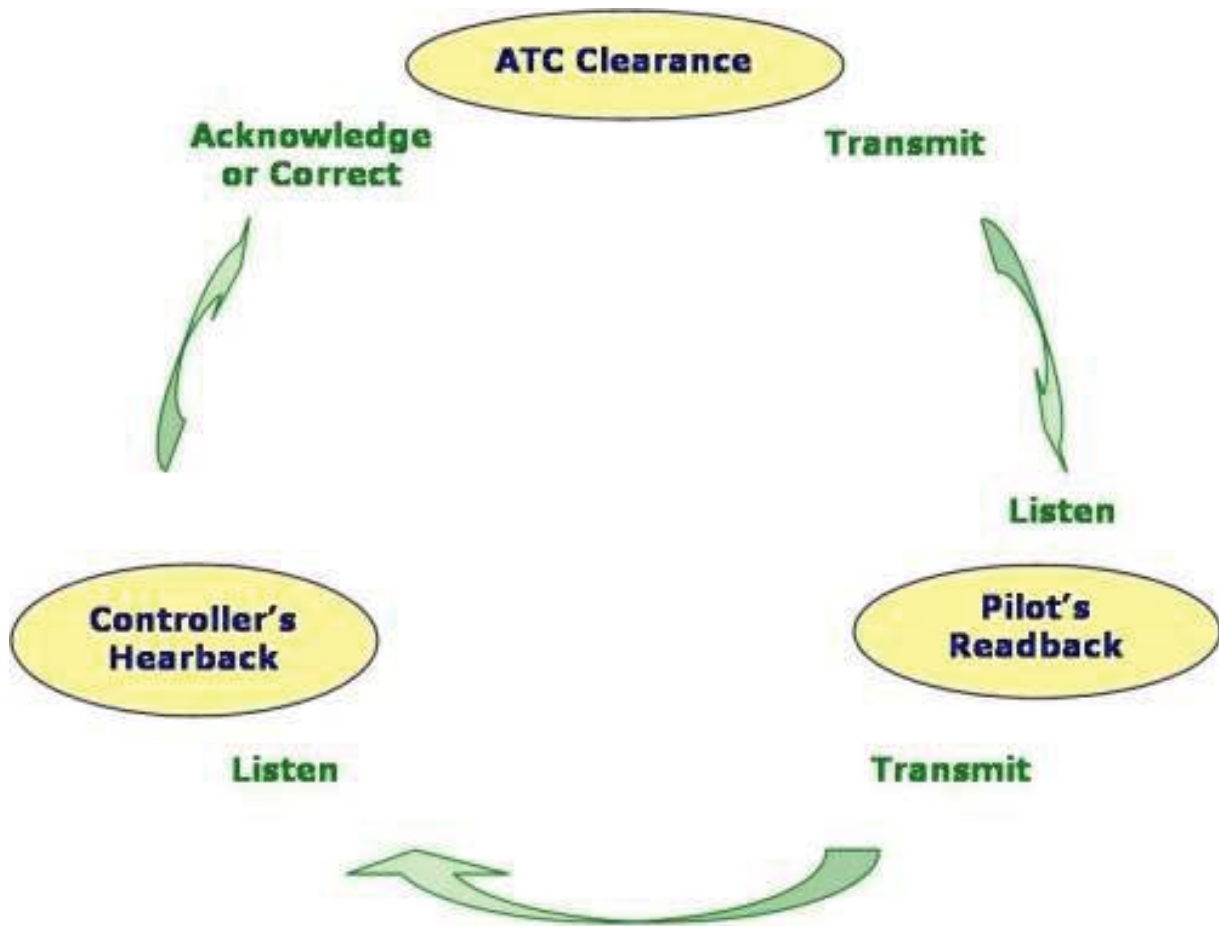 ATC Clearance
Acknowledge
or Correct
Transmit
Listen
Controller’s
Hearback
Pilot’s
Readback
Listen
Transmit